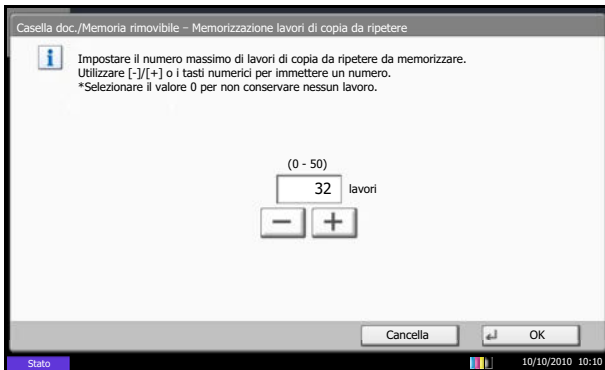 Casella doc./Memoria rimovibile – Memorizzazione lavori di copia da ripetere
Impostare il numero massimo di lavori di copia da ripetere da memorizzare.
Utilizzare [-]/[+] o i tasti numerici per immettere un numero.
*Selezionare il valore 0 per non conservare nessun lavoro.
(0 - 50)
32 lavori
− +
Cancella OK
Stato 10/10/2010 10:10